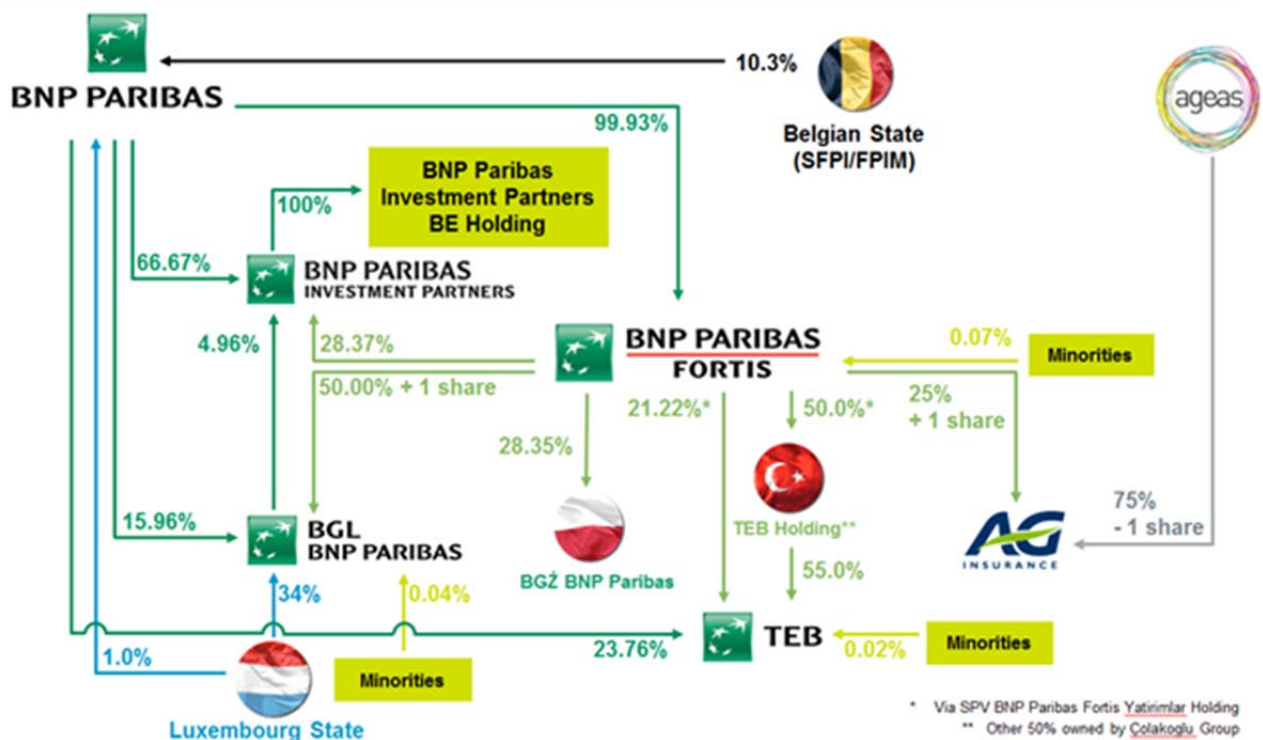 BNP PARIBAS
10.3%
Belgian State
(SFPI/FPIM)
ageas
99.93%
BNP Paribas
Investment Partners
BE Holding
100%
66.67%
BNP PARIBAS
INVESTMENT PARTNERS
4.96%
28.37%
50.00% + 1 share
BNP PARIBAS
FORTIS
0.07%
Minorities
21.22%*
50.0%*
25%
+ 1 share
28.35%
TEB Holding**
75%
- 1 share
15.96%
BGL
BNP PARIBAS
BGŻ BNP Paribas
AG
INSURANCE
55.0%
34%
0.04%
23.76%
TEB
0.02%
Minorities
1.0%
Minorities
Luxembourg State
* Via SPV BNP Paribas Fortis Yatirimlar Holding
** Other 50% owned by Çolakoglu Group